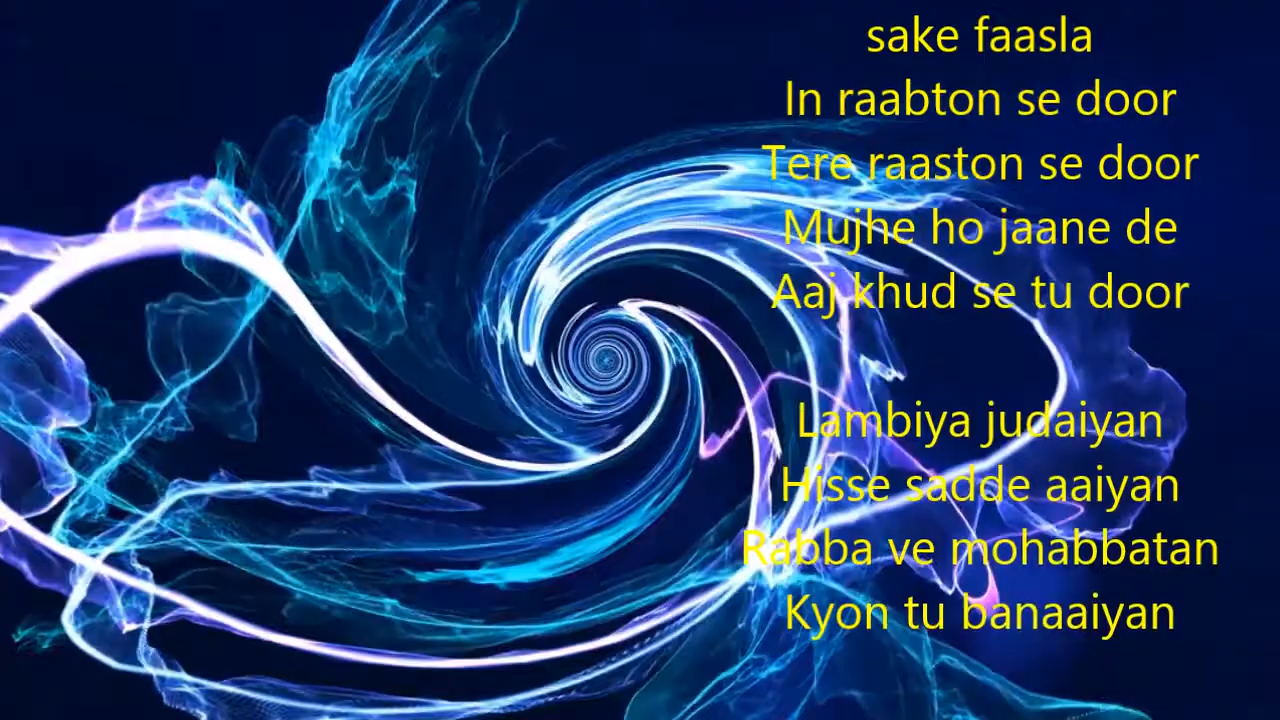 sake faasla
In raabton se door
Tere raaston se door
Mujhe ho jaane de
Aaj khud se tu door
Lambiya judaiyan
Hisse sadde aaiyan
Rabba ve mohabbatan
Kyon tu banaaiyan